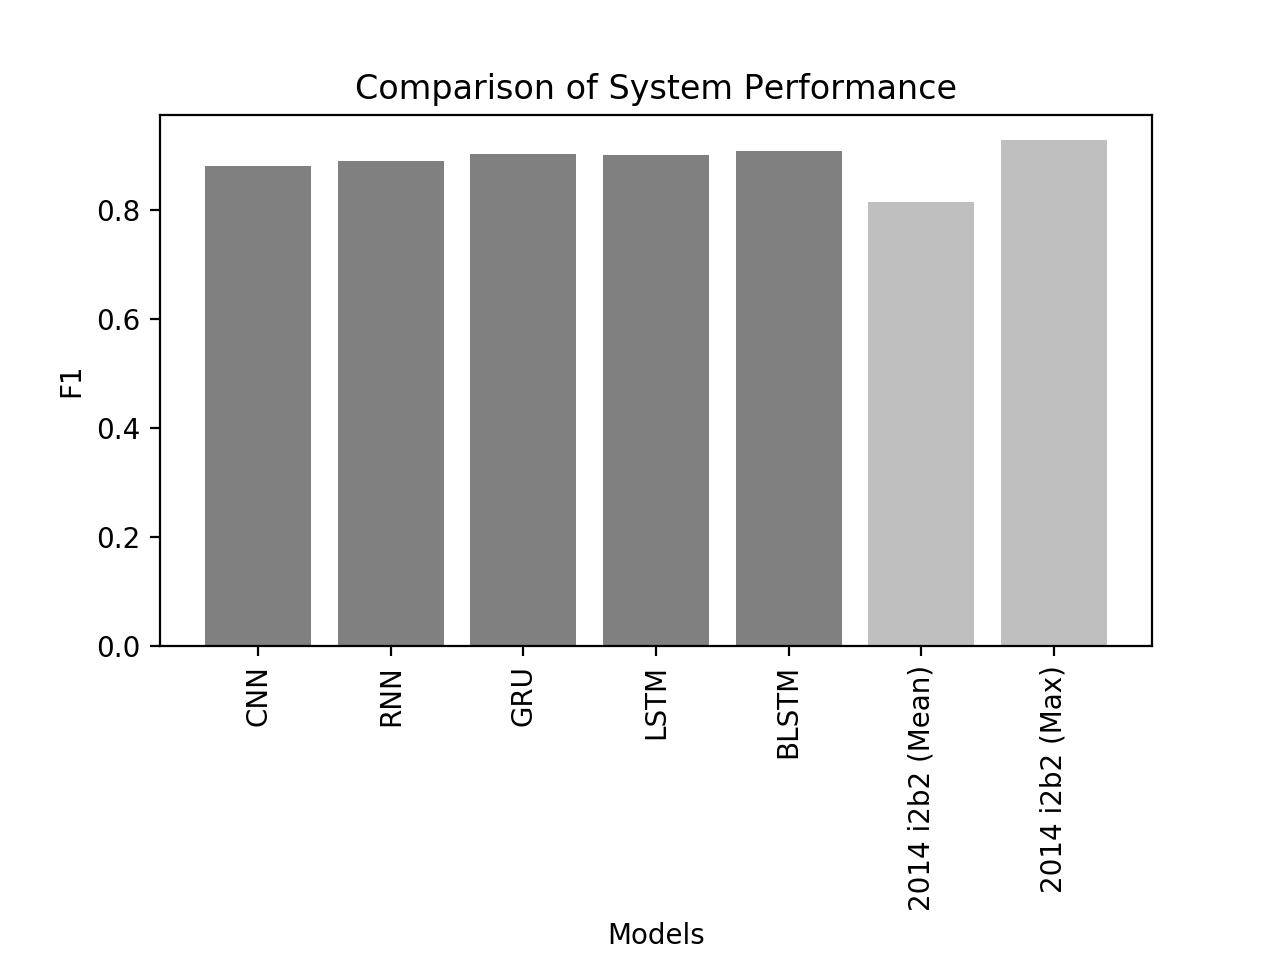 Comparison of System Performance
0.8
0.6
0.4
0.2
0.0
F1
CNN
RNN
GRU
LSTM
BLSTM
2014 i2b2 (Mean)
2014 i2b2 (Max)
Models